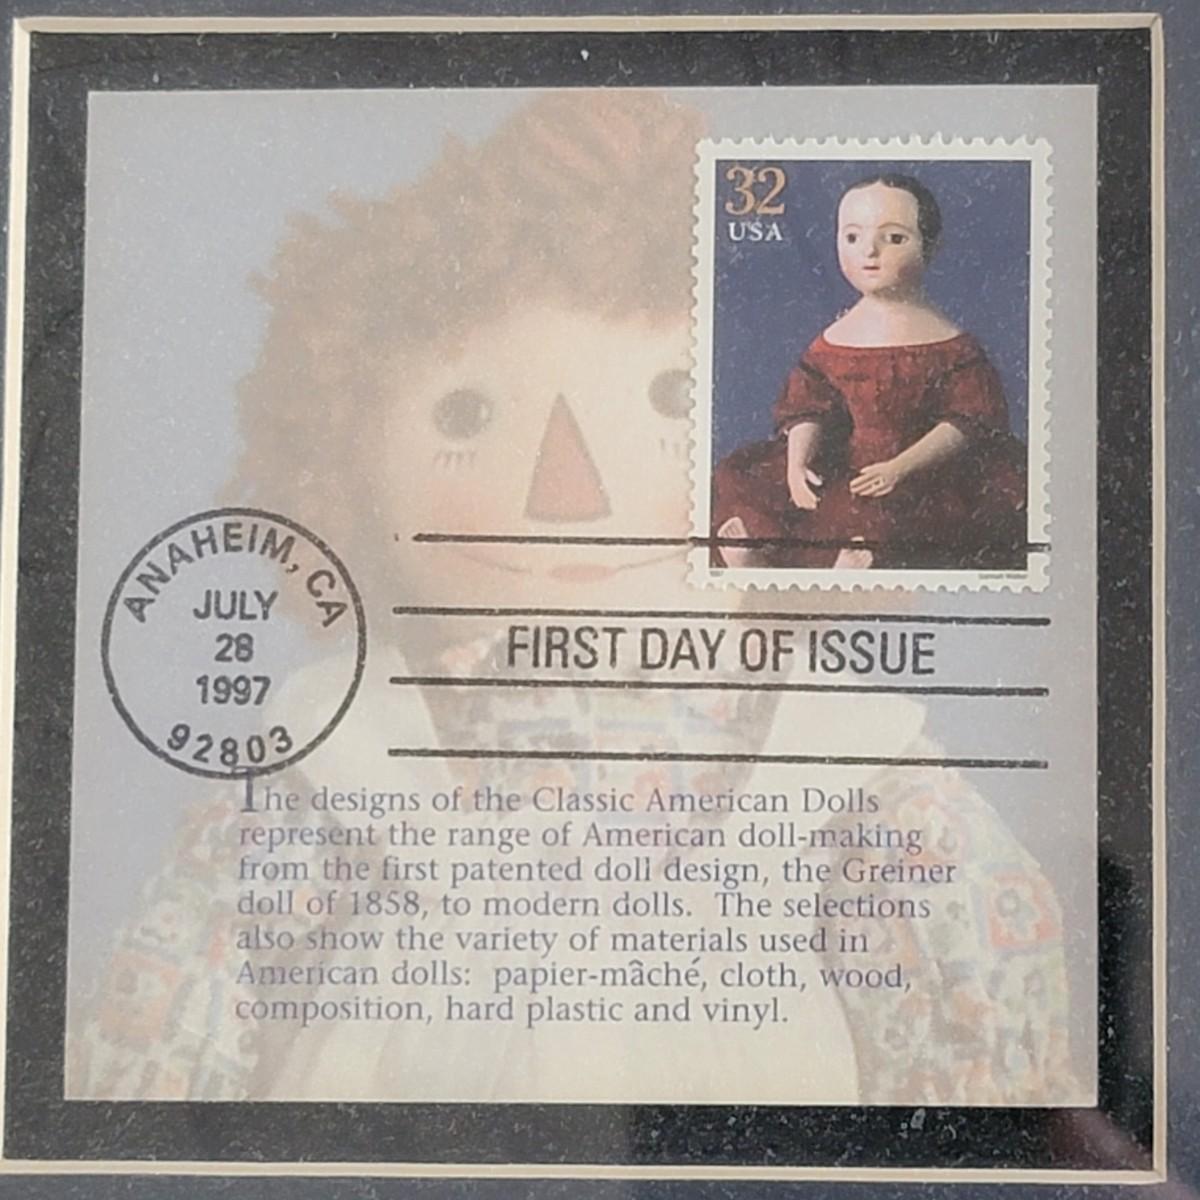 32
USA
ANAHEIM, CA
JULY
28
1997
92803
FIRST DAY OF ISSUE
The designs of the Classic American Dolls
represent the range of American doll-making
from the first patented doll design, the Greiner
doll of 1858, to modern dolls. The selections
also show the variety of materials used in
American dolls: papier-mâché, cloth, wood,
composition, hard plastic and vinyl.